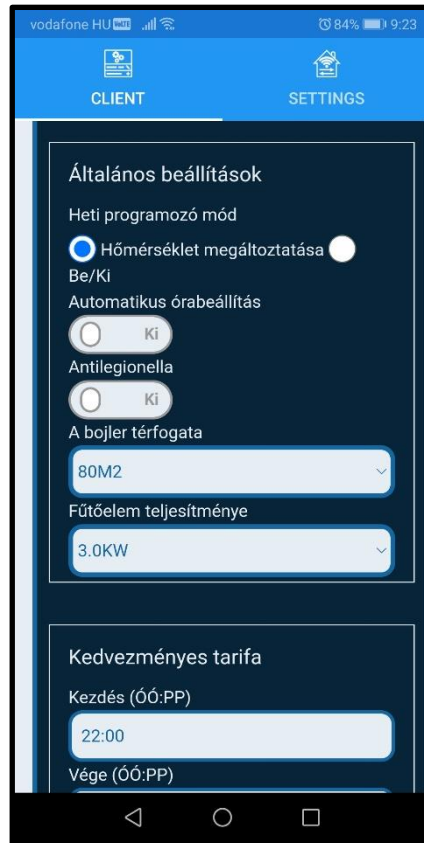 vodafone HU VoLTE 84% 9:23
CLIENT SETTINGS
Általános beállítások
Heti programozó mód
Hőmérséklet megáltoztatása
Be/Ki
Automatikus órabeállítás
Ki
Antilegionella
Ki
A bojler térfogata
80M2
Fűtőelem teljesítménye
3.0KW
Kedvezményes tarifa
Kezdés (ÓÓ:PP)
22:00
Vége (ÓÓ:PP)